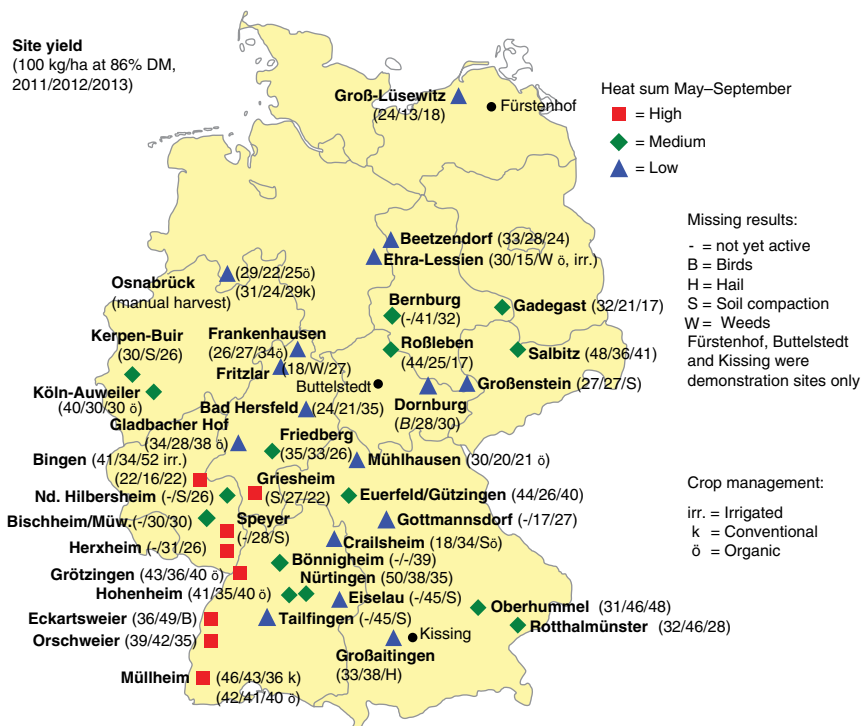 Site yield
(100 kg/ha at 86% DM,
2011/2012/2013)
Heat sum May–September
= High
= Medium
= Low
Missing results:
- = not yet active
B = Birds
H = Hail
S = Soil compaction
W = Weeds
Fürstenhof, Buttelstedt
and Kissing were
demonstration sites only
Crop management:
irr. = Irrigated
k = Conventional
ö = Organic
Groß-Lüsewitz
(24/13/18)
Fürstenhof
Beetzendorf (33/28/24)
Ehra-Lessien (30/15/W ö, irr.)
Osnabrück (29/22/25ö)
(manual harvest) (31/24/29k)
Bernburg
(-/41/32)
Gadegast (32/21/17)
Kerpen-Buir
(30/S/26)
Frankenhausen
(26/27/34ö)
Roßleben
(44/25/17)
Salbitz (48/36/41)
Fritzlar (18/W/27)
Buttelstedt
Großenstein (27/27/S)
Köln-Auweiler
(40/30/30 ö)
Bad Hersfeld (24/21/35)
Dornburg
(B/28/30)
Gladbacher Hof
(34/28/38 ö)
Friedberg
(35/33/26)
Mühlhausen (30/20/21 ö)
Bingen (41/34/52 irr.)
(22/16/22)
Griesheim
(S/27/22)
Nd. Hilbersheim (-/S/26)
Euerfeld/Gützingen (44/26/40)
Bischheim/Müw.(-/30/30)
Speyer
(-/28/S)
Gottmannsdorf (-/17/27)
Herxheim (-/31/26)
Crailsheim (18/34/Sö)
Bönnigheim (-/-/39)
Grötzingen (43/36/40 ö)
Nürtingen (50/38/35)
Hohenheim (41/35/40 ö)
Eiselau (-/45/S)
Oberhummel (31/46/48)
Eckartsweier (36/49/B)
Tailfingen (-/45/S)
Rotthalmünster (32/46/28)
Orschweier (39/42/35)
Kissing
Großaitingen
(33/38/H)
Müllheim (46/43/36 k)
(42/41/40 ö)